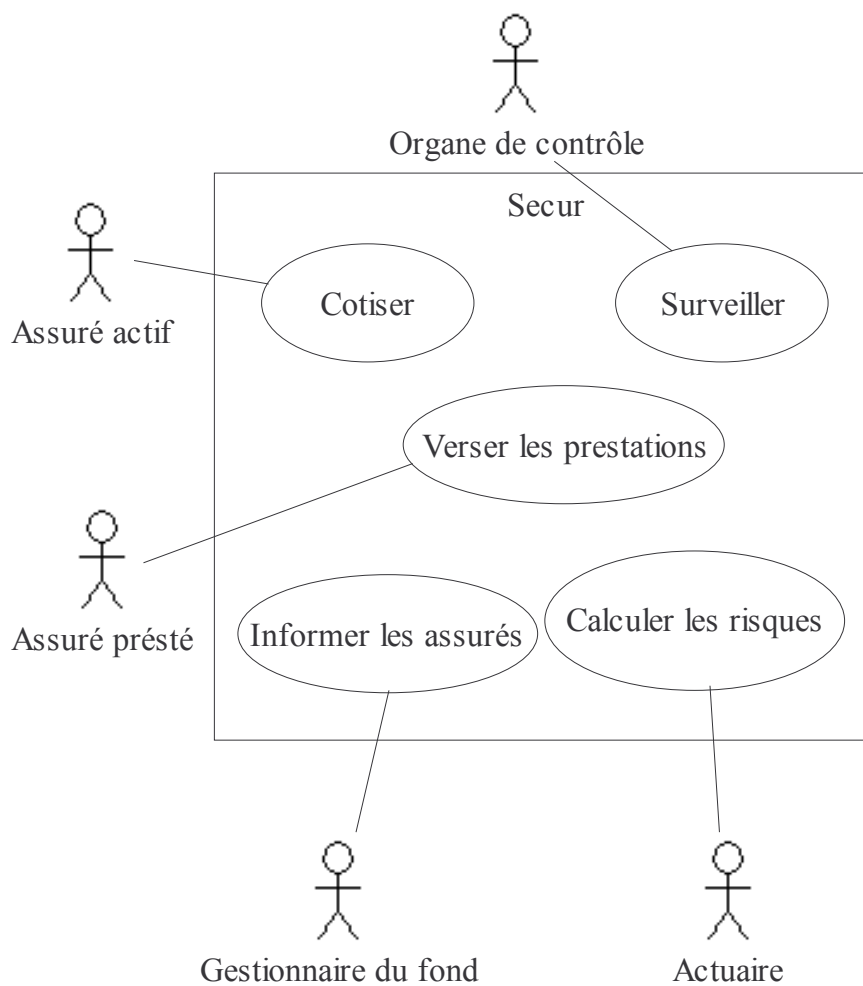 Organe de contrôle
Secur
Assuré actif
Cotiser
Surveiller
Verser les prestations
Assuré présté
Informer les assurés
Calculer les risques
Gestionnaire du fond
Actuaire